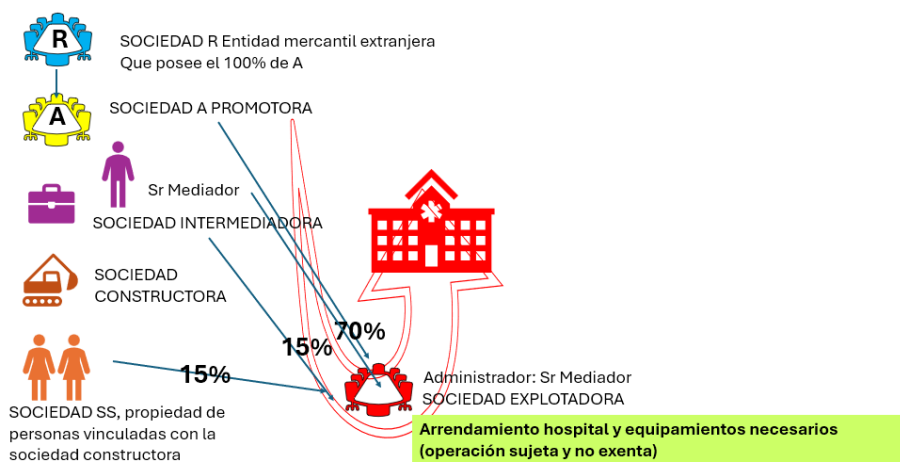 R
SOCIEDAD R Entidad mercantil extranjera
Que posee el 100% de A
A
SOCIEDAD A PROMOTORA
Sr Mediador
SOCIEDAD INTERMEDIADORA
SOCIEDAD
CONSTRUCTORA
70%
15%
15%
Administrador: Sr Mediador
SOCIEDAD EXPLOTADORA
SOCIEDAD SS, propiedad de
personas vinculadas con la
sociedad constructora
Arrendamiento hospital y equipamientos necesarios
(operación sujeta y no exenta)